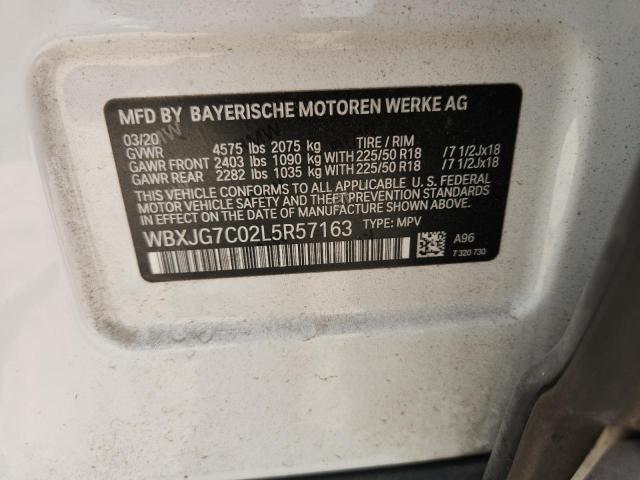 MFD BY BAYERISCHE MOTOREN WERKE AG
03/20
GVWR 4575 lbs 2075 kg TIRE / RIM
GAWR FRONT 2403 lbs 1090 kg WITH 225/50 R18 /7 1/2Jx18
GAWR REAR 2282 lbs 1035 kg WITH 225/50 R18 /7 1/2Jx18
THIS VEHICLE CONFORMS TO ALL APPLICABLE U. S. FEDERAL
MOTOR VEHICLE SAFETY AND THEFT PREVENTION STANDARDS
IN EFFECT ON THE DATE OF MANUFACTURE SHOWN ABOVE.
WBXJG7C02L5R57163 TYPE: MPV
A96
7 320 730